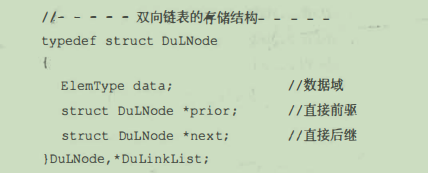 //- - - - - 双向链表的存储结构- - - - -
typedef struct DuLNode
{
ElemType data; //数据域
struct DuLNode *prior; //直接前驱
struct DuLNode *next; //直接后继
}DuLNode,*DuLinkList;